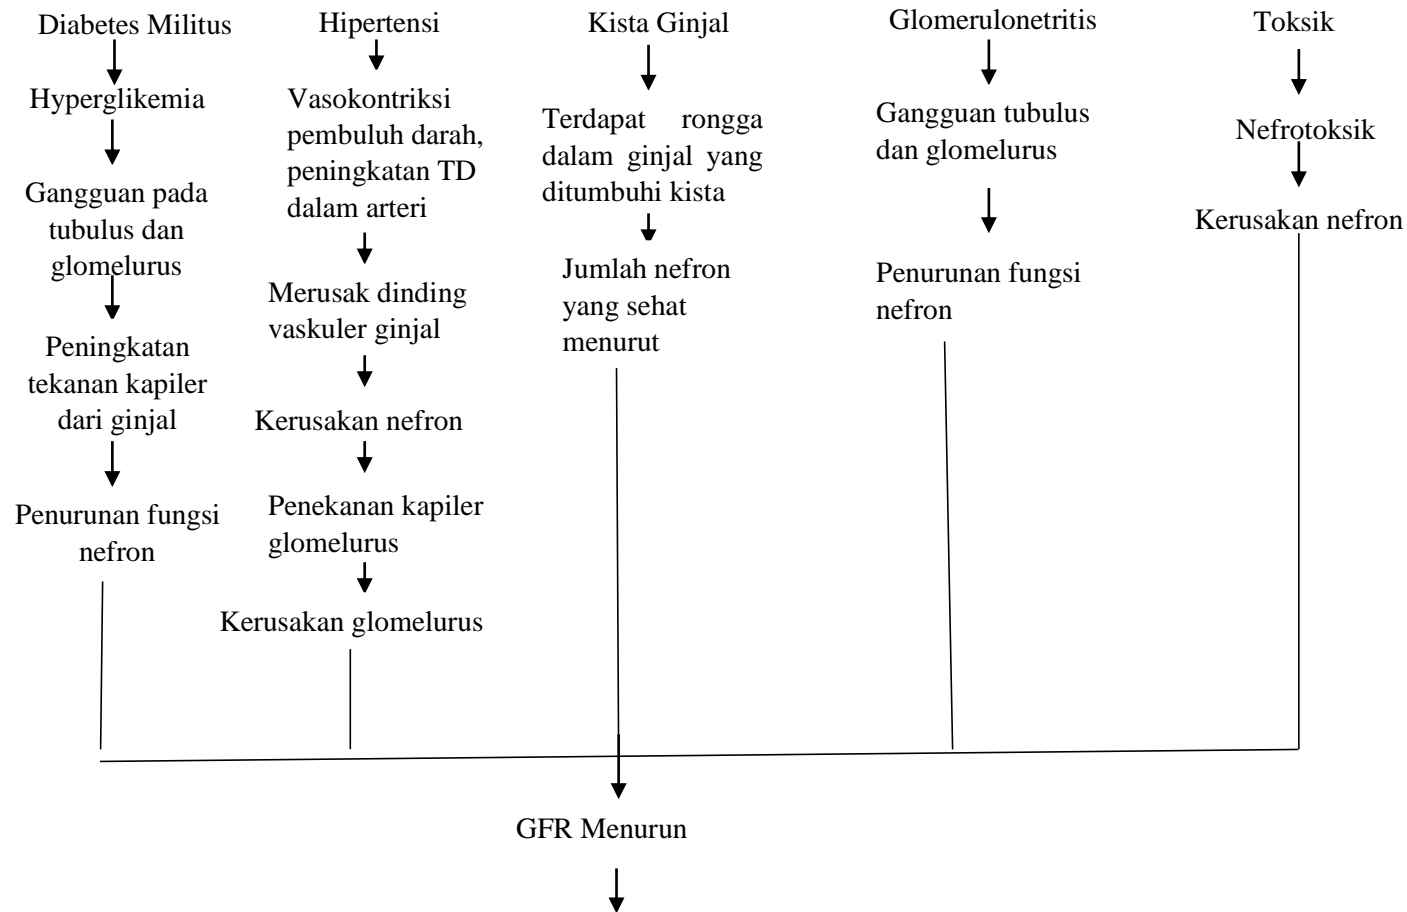 Diabetes Militus
Hyperglikemia
Gangguan pada
tubulus dan
glomelurus
Peningkatan
tekanan kapiler
dari ginjal
Penurunan fungsi
nefron
Hipertensi
Vasokontriksi
pembuluh darah,
peningkatan TD
dalam arteri
Merusak dinding
vaskuler ginjal
Kerusakan nefron
Penekanan kapiler
glomelurus
Kerusakan glomelurus
Kista Ginjal
Terdapat rongga
dalam ginjal yang
ditumbuhi kista
Jumlah nefron
yang sehat
menurut
Glomerulonetritis
Gangguan tubulus
dan glomelurus
Penurunan fungsi
nefron
Toksik
Nefrotoksik
Kerusakan nefron
GFR Menurun